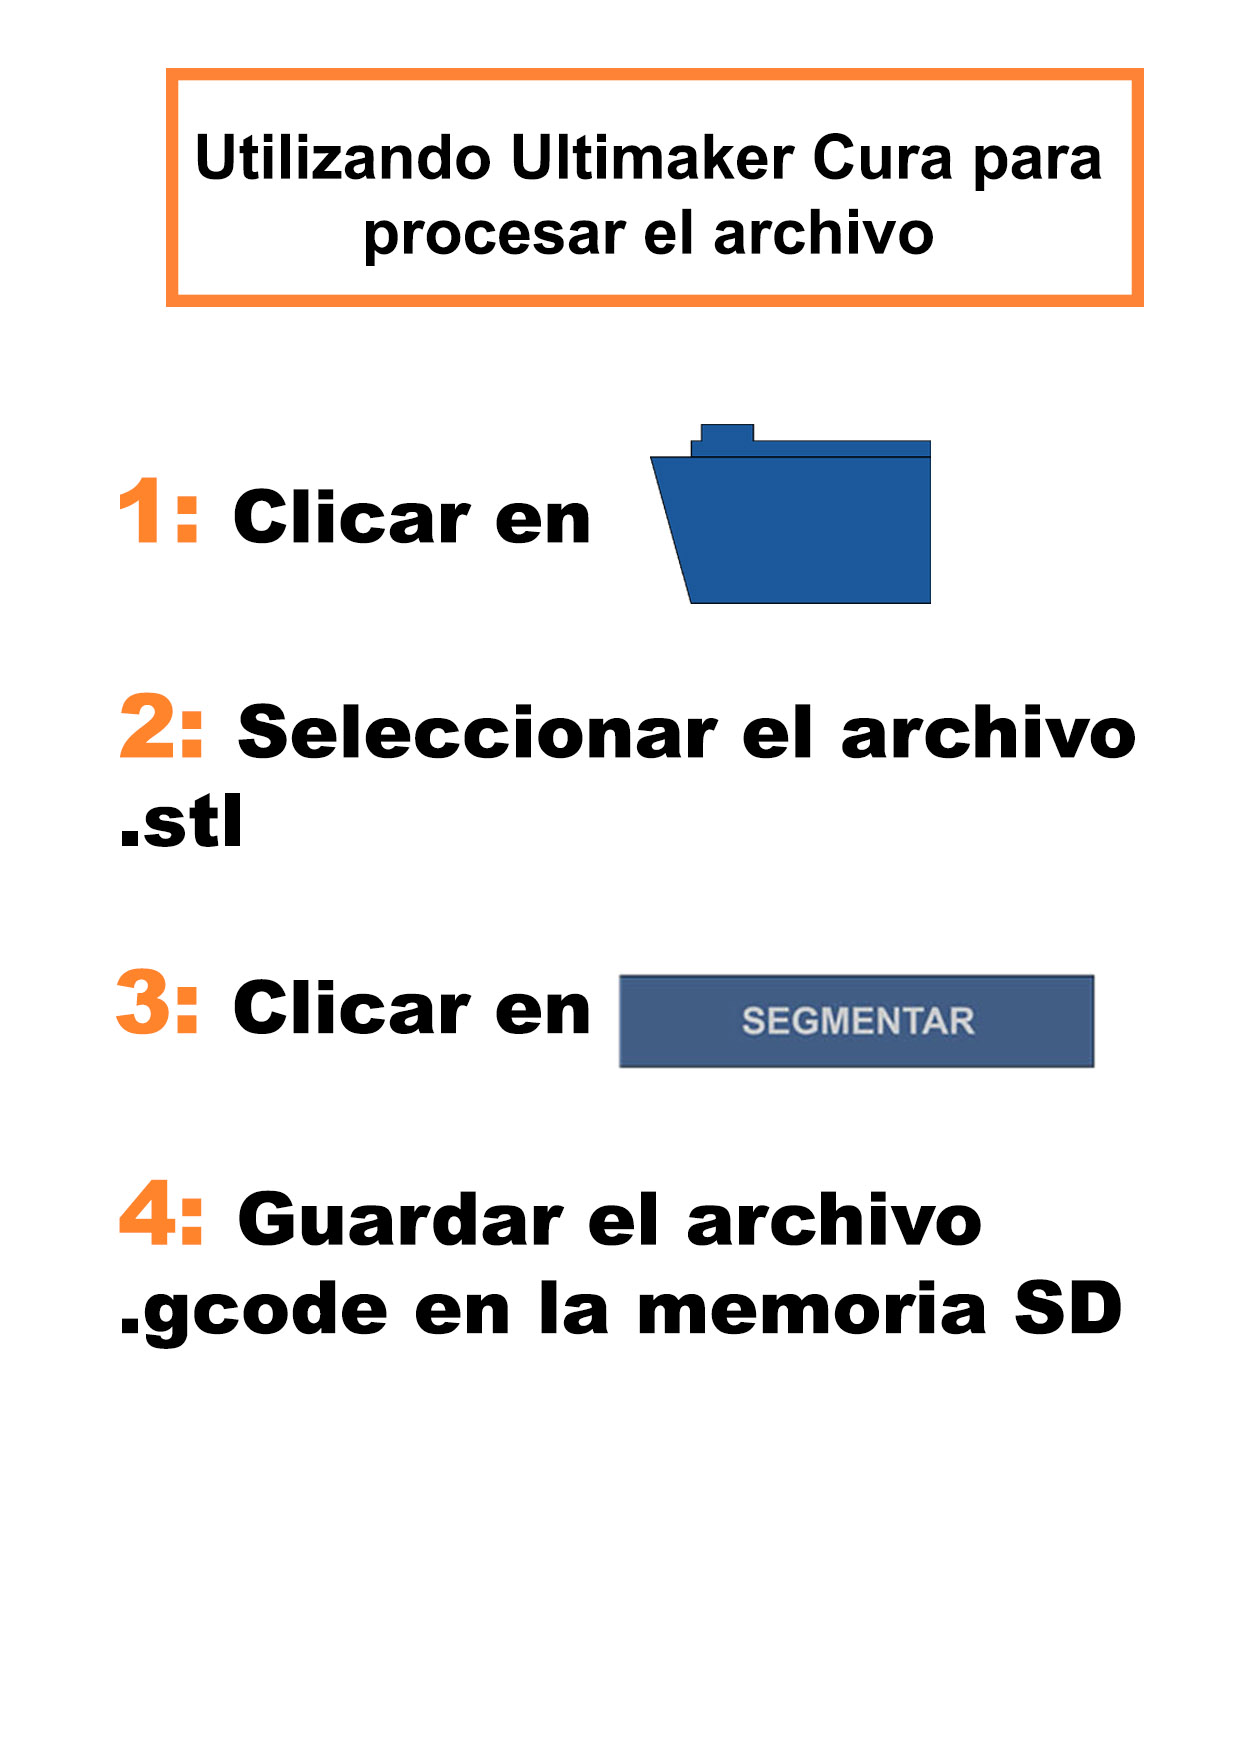 Utilizando Ultimaker Cura para
procesar el archivo
1: Clicar en
2: Seleccionar el archivo
.stl
3: Clicar en SEGMENTAR
4: Guardar el archivo
.gcode en la memoria SD